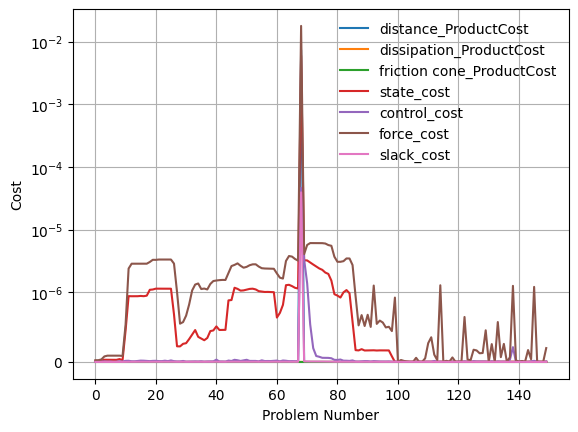 distance_ProductCost
dissipation_ProductCost
friction cone_ProductCost
state_cost
control_cost
force_cost
slack_cost
Cost
10⁻²
10⁻³
10⁻⁴
10⁻⁵
10⁻⁶
0
0 20 40 60 80 100 120 140
Problem Number